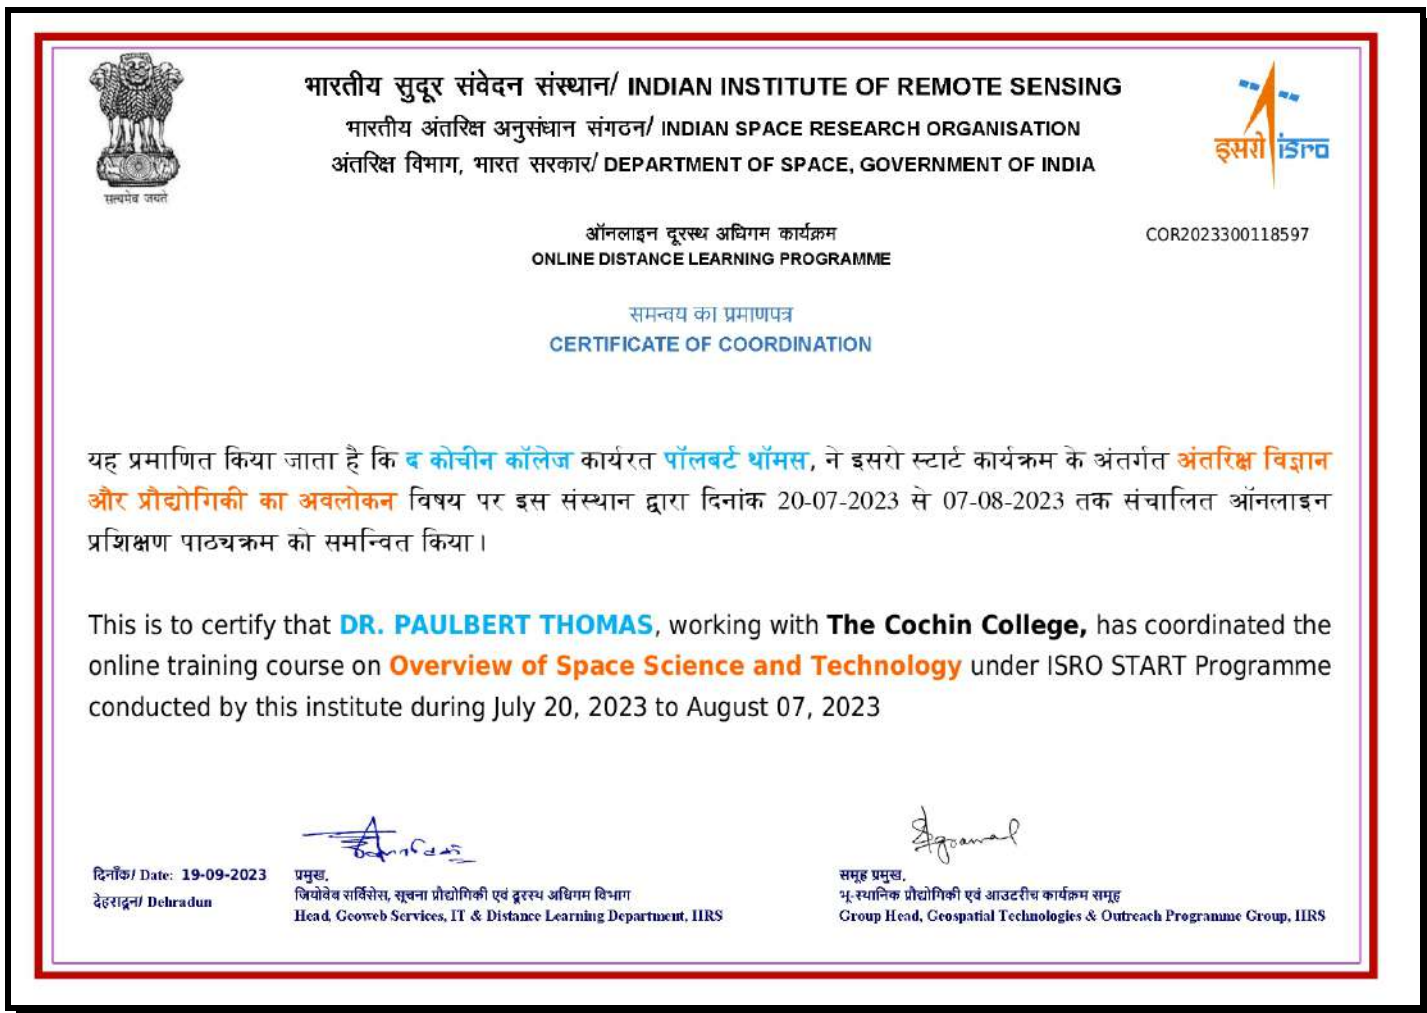 भारतीय सुदूर संवेदन संस्थान/ INDIAN INSTITUTE OF REMOTE SENSING
भारतीय अंतरिक्ष अनुसंधान संगठन/ INDIAN SPACE RESEARCH ORGANISATION
अंतरिक्ष विभाग, भारत सरकार/ DEPARTMENT OF SPACE, GOVERNMENT OF INDIA
सत्यमेव जयते
इसरो isro
ऑनलाइन दूरस्थ अधिगम कार्यक्रम
COR2023300118597
ONLINE DISTANCE LEARNING PROGRAMME
समन्वय का प्रमाणपत्र
CERTIFICATE OF COORDINATION
यह प्रमाणित किया जाता है कि द कोचीन कॉलेज कार्यरत पॉलबर्ट थॉमस, ने इसरो स्टार्ट कार्यक्रम के अंतर्गत अंतरिक्ष विज्ञान
और प्रौद्योगिकी का अवलोकन विषय पर इस संस्थान द्वारा दिनांक 20-07-2023 से 07-08-2023 तक संचालित ऑनलाइन
प्रशिक्षण पाठ्यक्रम को समन्वित किया।
This is to certify that DR. PAULBERT THOMAS, working with The Cochin College, has coordinated the
online training course on Overview of Space Science and Technology under ISRO START Programme
conducted by this institute during July 20, 2023 to August 07, 2023
Agrawal
दिनाँक/ Date: 19-09-2023
देहरादून/ Dehradun
प्रमुख,
जियोवेब सर्विसेस, सूचना प्रौद्योगिकी एवं दूरस्थ अधिगम विभाग
Head, Geoweb Services, IT & Distance Learning Department, IIRS
समूह प्रमुख,
भू-स्थानिक प्रौद्योगिकी एवं आउटरीच कार्यक्रम समूह
Group Head, Geospatial Technologies & Outreach Programme Group, IIRS